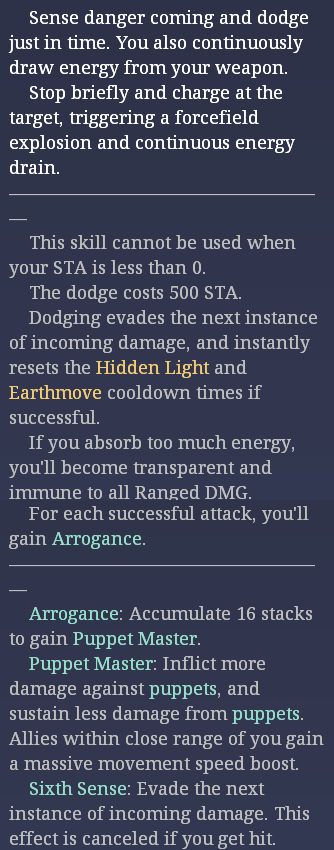 Sense danger coming and dodge
just in time. You also continuously
draw energy from your weapon.
Stop briefly and charge at the
target, triggering a forcefield
explosion and continuous energy
drain.
This skill cannot be used when
your STA is less than 0.
The dodge costs 500 STA.
Dodging evades the next instance
of incoming damage, and instantly
resets the Hidden Light and
Earthmove cooldown times if
successful.
If you absorb too much energy,
you'll become transparent and
immune to all Ranged DMG.
For each successful attack, you'll
gain Arrogance.
Arrogance: Accumulate 16 stacks
to gain Puppet Master.
Puppet Master: Inflict more
damage against puppets, and
sustain less damage from puppets.
Allies within close range of you gain
a massive movement speed boost.
Sixth Sense: Evade the next
instance of incoming damage. This
effect is canceled if you get hit.